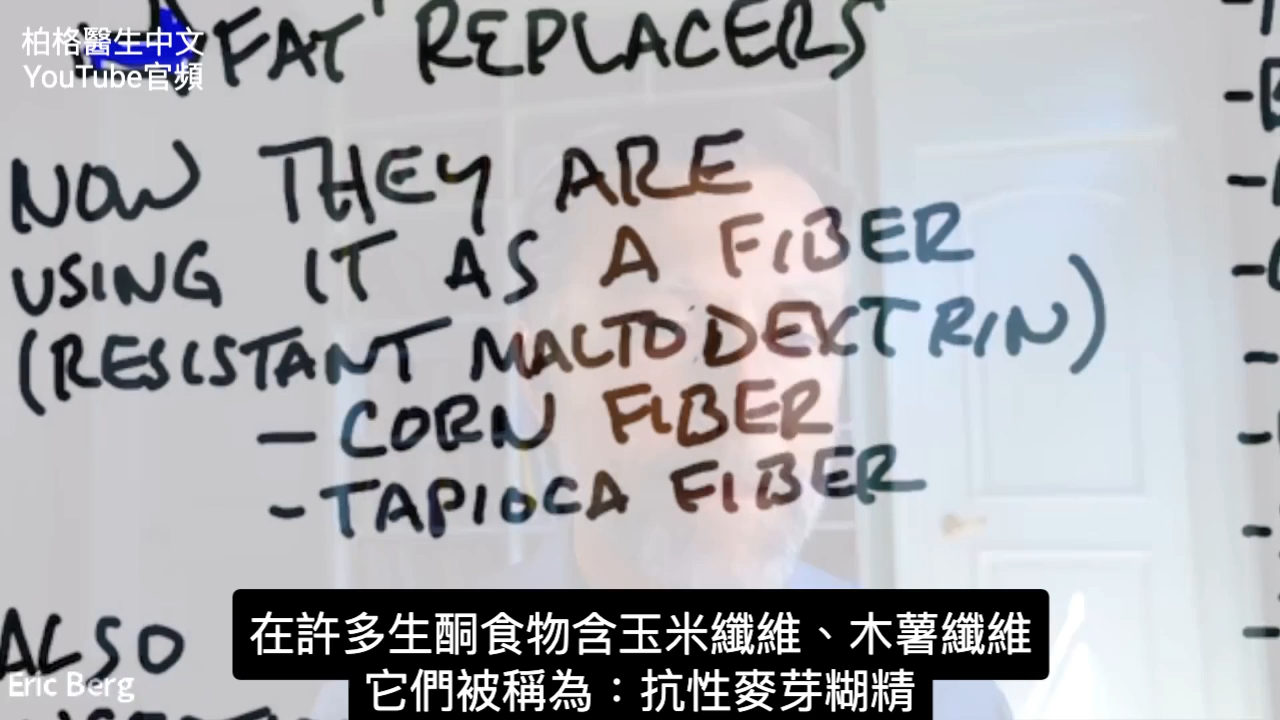 柏格醫生中文
YouTube官頻
FAT REPLACERS
NOW THEY ARE
USING IT AS A FIBER
(RESISTANT MALTODEXTRIN)
- CORN FIBER
- TAPIOCA FIBER
ALSO
Eric Berg
在許多生酮食物含玉米纖維、木薯纖維
它們被稱為：抗性麥芽糊精